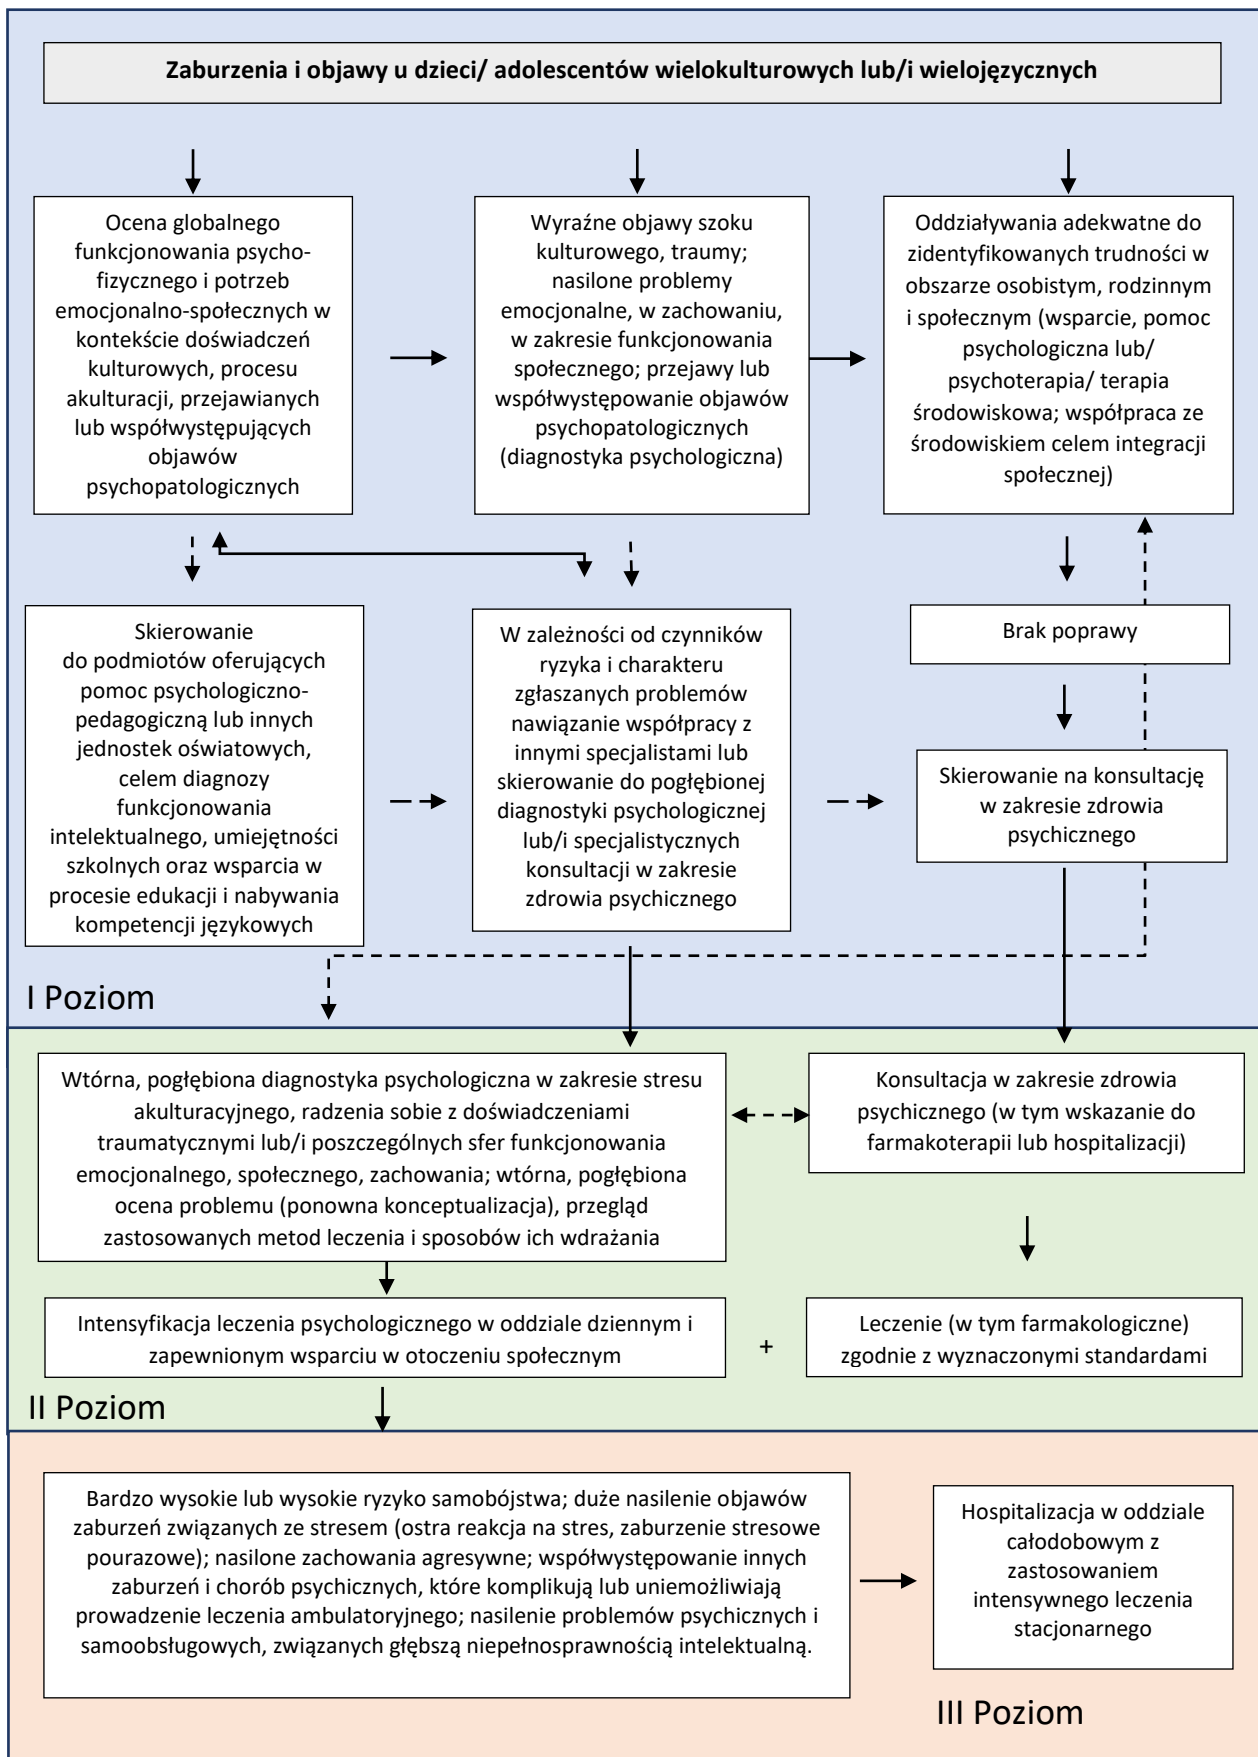 Zaburzenia i objawy u dzieci/ adolescentów wielokulturowych lub/i wielojęzycznych
Ocena globalnego
funkcjonowania psycho-
fizycznego i potrzeb
emocjonalno-społecznych w
kontekście doświadczeń
kulturowych, procesu
akulturacji, przejawianych
lub współwystępujących
objawów
psychopatologicznych
Wyraźne objawy szoku
kulturowego, traumy;
nasilone problemy
emocjonalne, w zachowaniu,
w zakresie funkcjonowania
społecznego; przejawy lub
współwystępowanie objawów
psychopatologicznych
(diagnostyka psychologiczna)
Oddziaływania adekwatne do
zidentyfikowanych trudności w
obszarze osobistym, rodzinnym
i społecznym (wsparcie, pomoc
psychologiczna lub/
psychoterapia/ terapia
środowiskowa; współpraca ze
środowiskiem celem integracji
społecznej)
Skierowanie
do podmiotów oferujących
pomoc psychologiczno-
pedagogiczną lub innych
jednostek oświatowych,
celem diagnozy
funkcjonowania
intelektualnego, umiejętności
szkolnych oraz wsparcia w
procesie edukacji i nabywania
kompetencji językowych
W zależności od czynników
ryzyka i charakteru
zgłaszanych problemów
nawiązanie współpracy z
innymi specjalistami lub
skierowanie do pogłębionej
diagnostyki psychologicznej
lub/i specjalistycznych
konsultacji w zakresie
zdrowia psychicznego
Brak poprawy
Skierowanie na konsultację
w zakresie zdrowia
psychicznego
I Poziom
Wtórna, pogłębiona diagnostyka psychologiczna w zakresie stresu
akulturacyjnego, radzenia sobie z doświadczeniami
traumatycznymi lub/i poszczególnych sfer funkcjonowania
emocjonalnego, społecznego, zachowania; wtórna, pogłębiona
ocena problemu (ponowna konceptualizacja), przegląd
zastosowanych metod leczenia i sposobów ich wdrażania
Konsultacja w zakresie zdrowia
psychicznego (w tym wskazanie do
farmakoterapii lub hospitalizacji)
Intensyfikacja leczenia psychologicznego w oddziale dziennym i
zapewnionym wsparciu w otoczeniu społecznym
+
Leczenie (w tym farmakologiczne)
zgodnie z wyznaczonymi standardami
II Poziom
Bardzo wysokie lub wysokie ryzyko samobójstwa; duże nasilenie objawów
zaburzeń związanych ze stresem (ostra reakcja na stres, zaburzenie stresowe
pourazowe); nasilone zachowania agresywne; współwystępowanie innych
zaburzeń i chorób psychicznych, które komplikują lub uniemożliwiają
prowadzenie leczenia ambulatoryjnego; nasilenie problemów psychicznych i
samoobsługowych, związanych głębszą niepełnosprawnością intelektualną.
Hospitalizacja w oddziale
całodobowym z
zastosowaniem
intensywnego leczenia
stacjonarnego
III Poziom